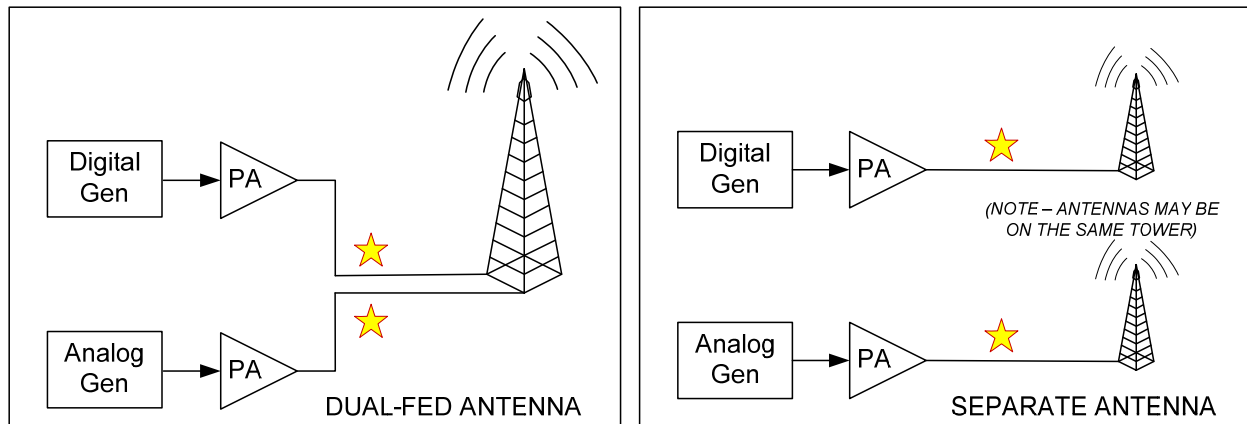 Digital
Gen
PA
Analog
Gen
PA
DUAL-FED ANTENNA
Digital
Gen
PA
(NOTE – ANTENNAS MAY BE
ON THE SAME TOWER)
Analog
Gen
PA
SEPARATE ANTENNA